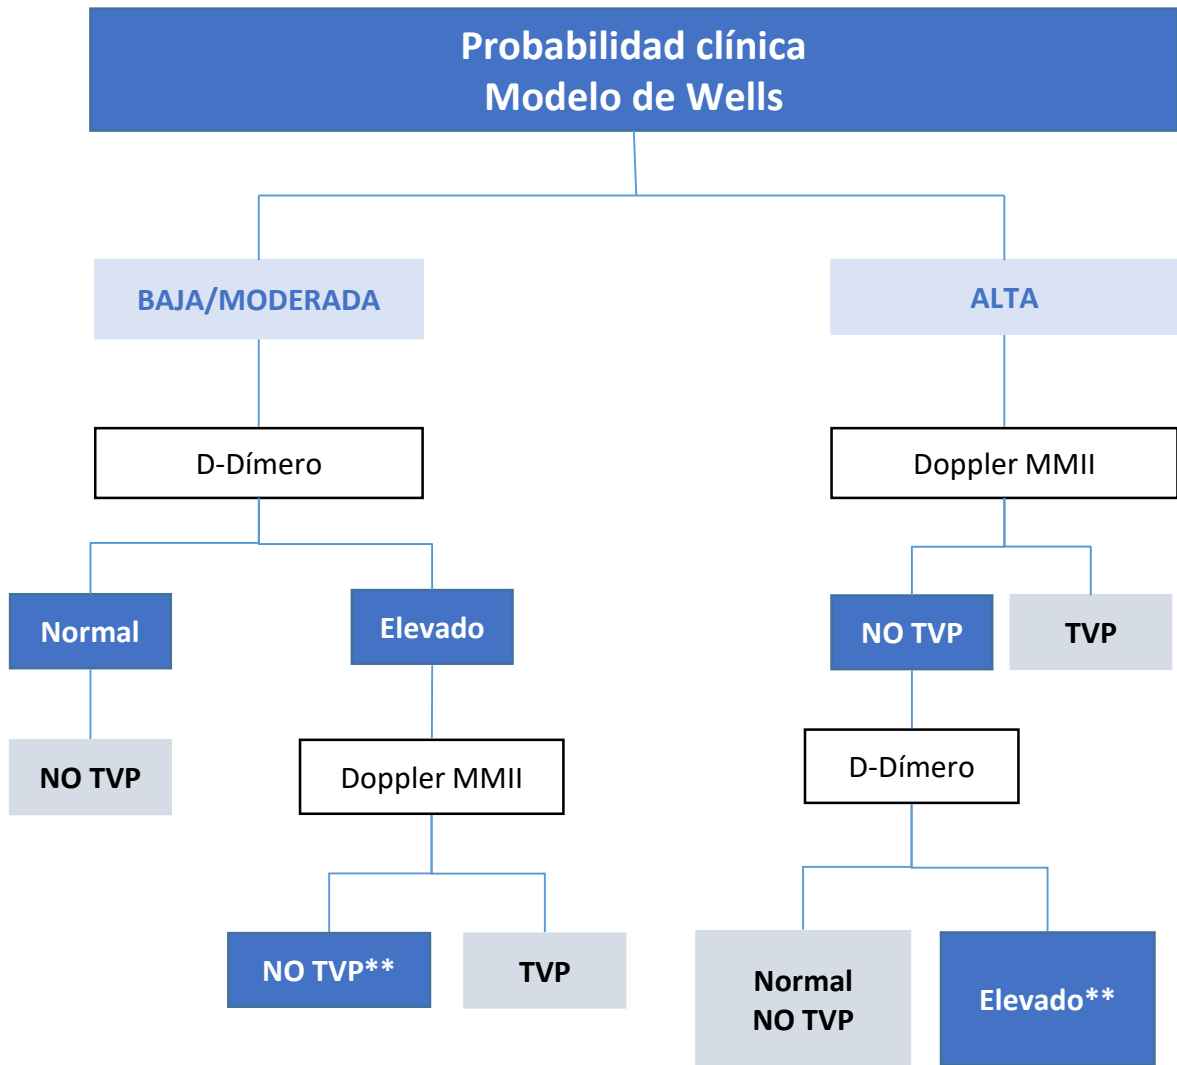 Probabilidad clínica
Modelo de Wells
BAJA/MODERADA
ALTA
D-Dímero
Doppler MMII
Normal
Elevado
NO TVP
TVP
NO TVP
Doppler MMII
D-Dímero
NO TVP**
TVP
Normal
NO TVP
Elevado**